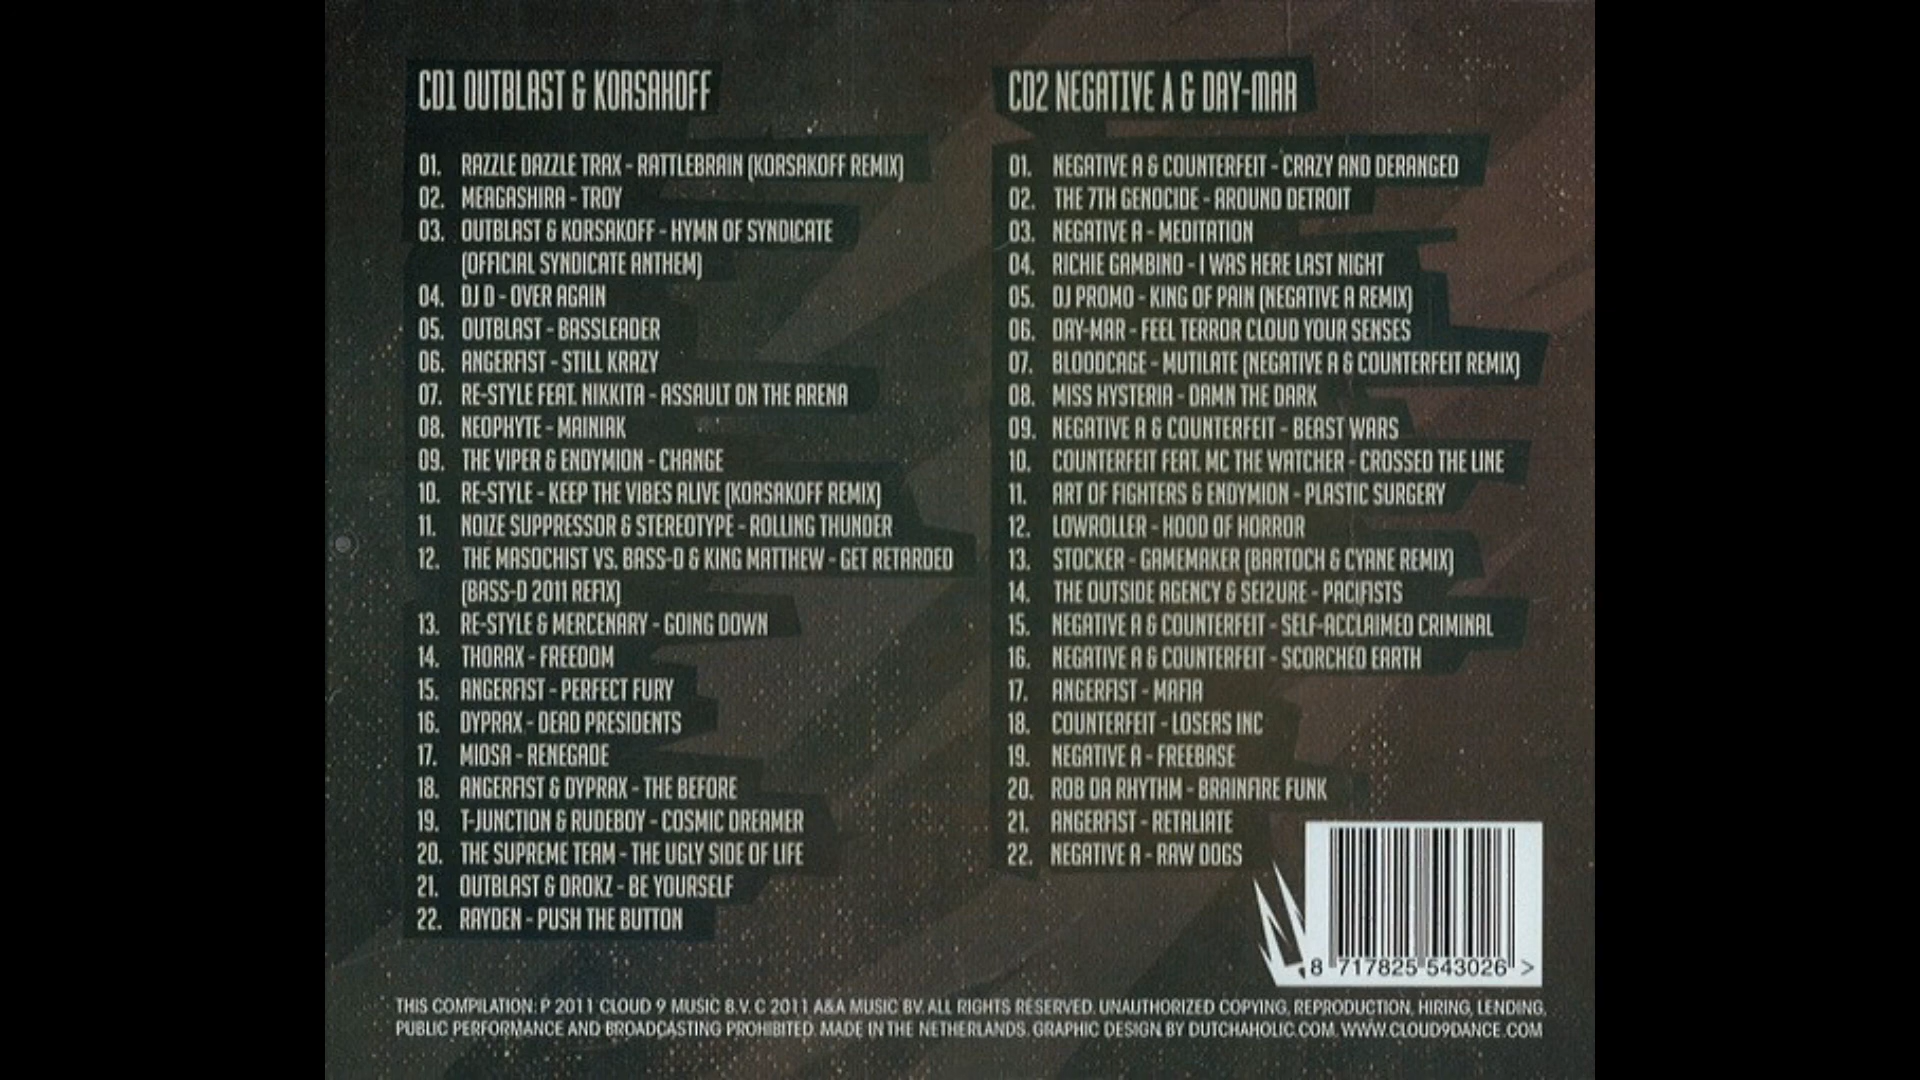 CD1 OUTBLAST & KORSAKOFF
01. RAZZLE DAZZLE TRAX - RATTLEBRAIN (KORSAKOFF REMIX)
02. MEAGASHIRA - TROY
03. OUTBLAST & KORSAKOFF - HYMN OF SYNDICATE
(OFFICIAL SYNDICATE ANTHEM)
04. DJ D - OVER AGAIN
05. OUTBLAST - BASSLEADER
06. ANGERFIST - STILL KRAZY
07. RE-STYLE FEAT. NIKKITA - ASSAULT ON THE ARENA
08. NEOPHYTE - MAINIAK
09. THE VIPER & ENDYMION - CHANGE
10. RE-STYLE - KEEP THE VIBES ALIVE (KORSAKOFF REMIX)
11. NOIZE SUPPRESSOR & STEREOTYPE - ROLLING THUNDER
12. THE MASOCHIST VS. BASS-D & KING MATTHEW - GET RETARDED
(BASS-D 2011 REFIX)
13. RE-STYLE & MERCENARY - GOING DOWN
14. THORAX - FREEDOM
15. ANGERFIST - PERFECT FURY
16. DYPRAX - DEAD PRESIDENTS
17. MIOSA - RENEGADE
18. ANGERFIST & DYPRAX - THE BEFORE
19. T-JUNCTION & RUDEBOY - COSMIC DREAMER
20. THE SUPREME TEAM - THE UGLY SIDE OF LIFE
21. OUTBLAST & DROKZ - BE YOURSELF
22. RAYDEN - PUSH THE BUTTON
CD2 NEGATIVE A & DAY-MAR
01. NEGATIVE A & COUNTERFEIT - CRAZY AND DERANGED
02. THE 7TH GENOCIDE - AROUND DETROIT
03. NEGATIVE A - MEDITATION
04. RICHIE GAMBINO - I WAS HERE LAST NIGHT
05. DJ PROMO - KING OF PAIN (NEGATIVE A REMIX)
06. DAY-MAR - FEEL TERROR CLOUD YOUR SENSES
07. BLOODCAGE - MUTILATE (NEGATIVE A & COUNTERFEIT REMIX)
08. MISS HYSTERIA - DAMN THE DARK
09. NEGATIVE A & COUNTERFEIT - BEAST WARS
10. COUNTERFEIT FEAT. MC THE WATCHER - CROSSED THE LINE
11. ART OF FIGHTERS & ENDYMION - PLASTIC SURGERY
12. LOWROLLER - HOOD OF HORROR
13. STOCKER - GAMEMAKER (BARTOCH & CYANE REMIX)
14. THE OUTSIDE AGENCY & SEI2URE - PACIFISTS
15. NEGATIVE A & COUNTERFEIT - SELF-ACCLAIMED CRIMINAL
16. NEGATIVE A & COUNTERFEIT - SCORCHED EARTH
17. ANGERFIST - MAFIA
18. COUNTERFEIT - LOSERS INC
19. NEGATIVE A - FREEBASE
20. ROB DA RHYTHM - BRAINFIRE FUNK
21. ANGERFIST - RETALIATE
22. NEGATIVE A - RAW DOGS
8 717825 543026 >
THIS COMPILATION: P 2011 CLOUD 9 MUSIC B.V. C 2011 A&A MUSIC BV. ALL RIGHTS RESERVED. UNAUTHORIZED COPYING, REPRODUCTION, HIRING, LENDING,
PUBLIC PERFORMANCE AND BROADCASTING PROHIBITED. MADE IN THE NETHERLANDS. GRAPHIC DESIGN BY DUTCHAHOLIC.COM. WWW.CLOUD9DANCE.COM